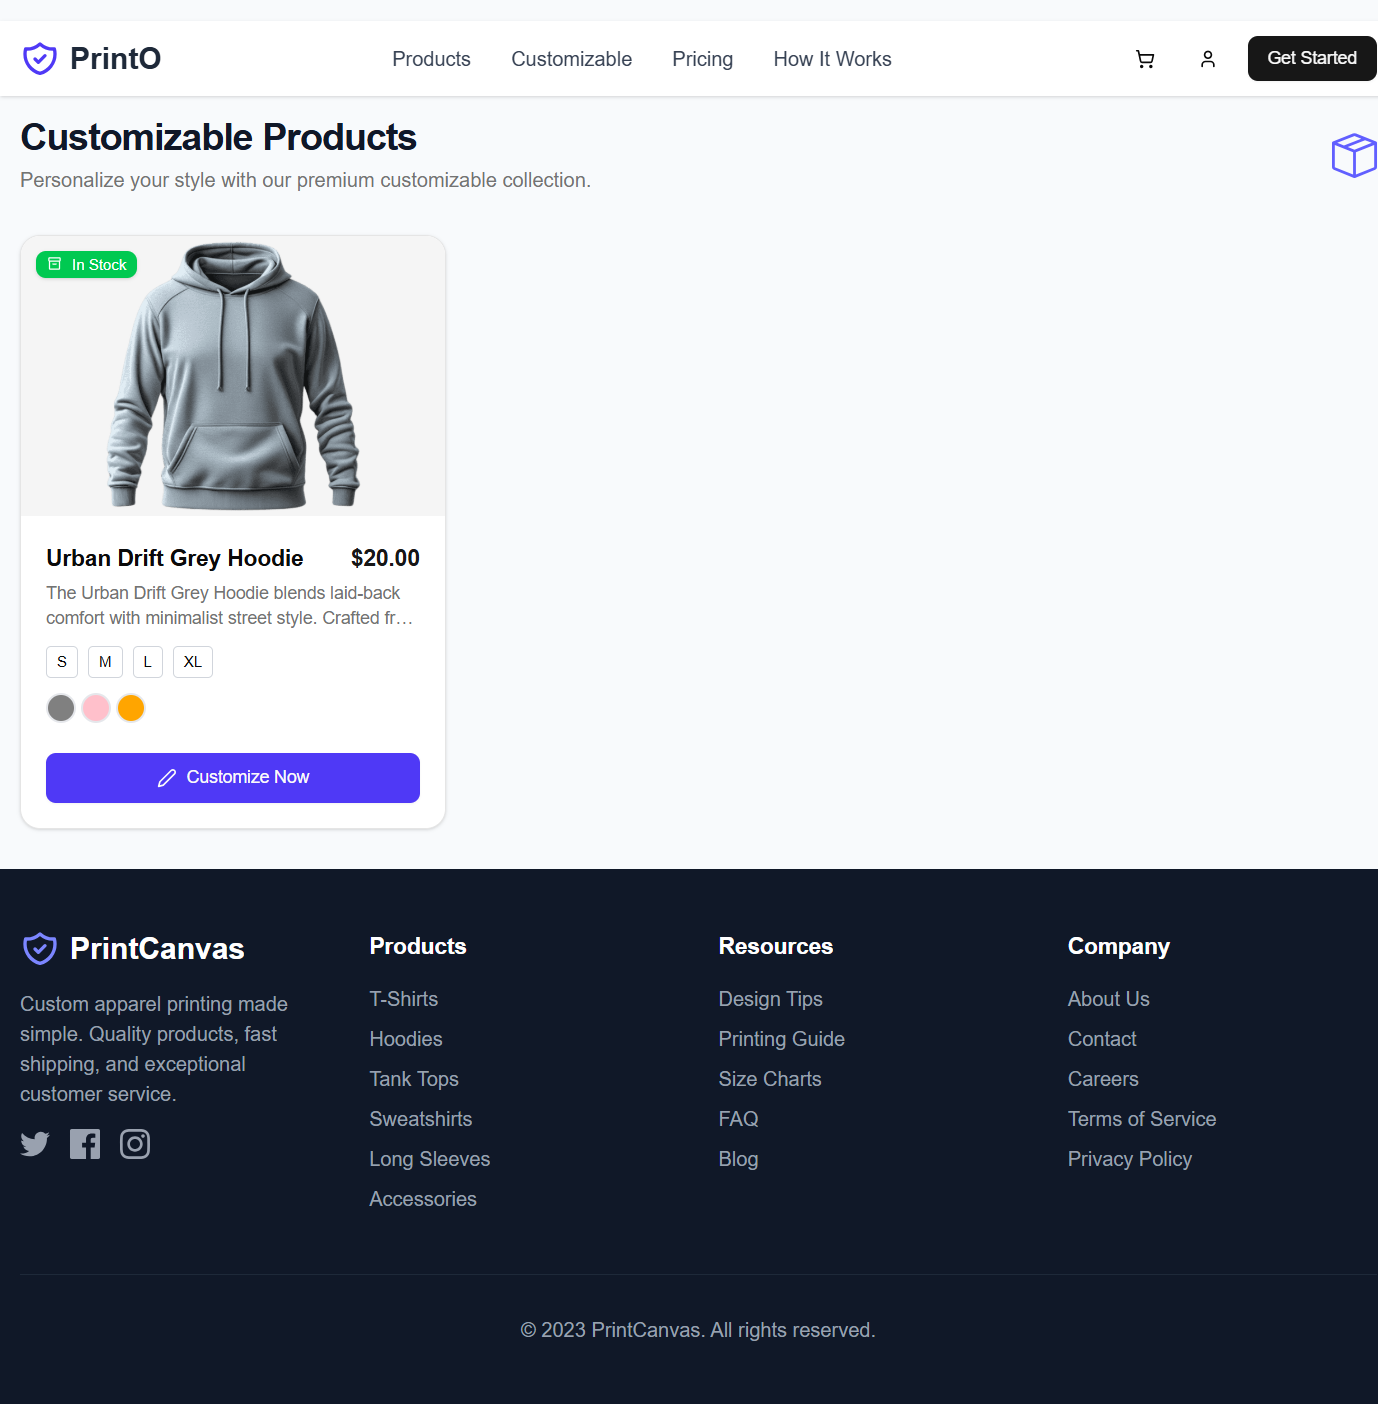 PrintO
Products
Customizable
Pricing
How It Works
Get Started
Customizable Products
Personalize your style with our premium customizable collection.
In Stock
Urban Drift Grey Hoodie
$20.00
The Urban Drift Grey Hoodie blends laid-back
comfort with minimalist street style. Crafted fr…
S
M
L
XL
Customize Now
PrintCanvas
Custom apparel printing made
simple. Quality products, fast
shipping, and exceptional
customer service.
Products
T-Shirts
Hoodies
Tank Tops
Sweatshirts
Long Sleeves
Accessories
Resources
Design Tips
Printing Guide
Size Charts
FAQ
Blog
Company
About Us
Contact
Careers
Terms of Service
Privacy Policy
© 2023 PrintCanvas. All rights reserved.